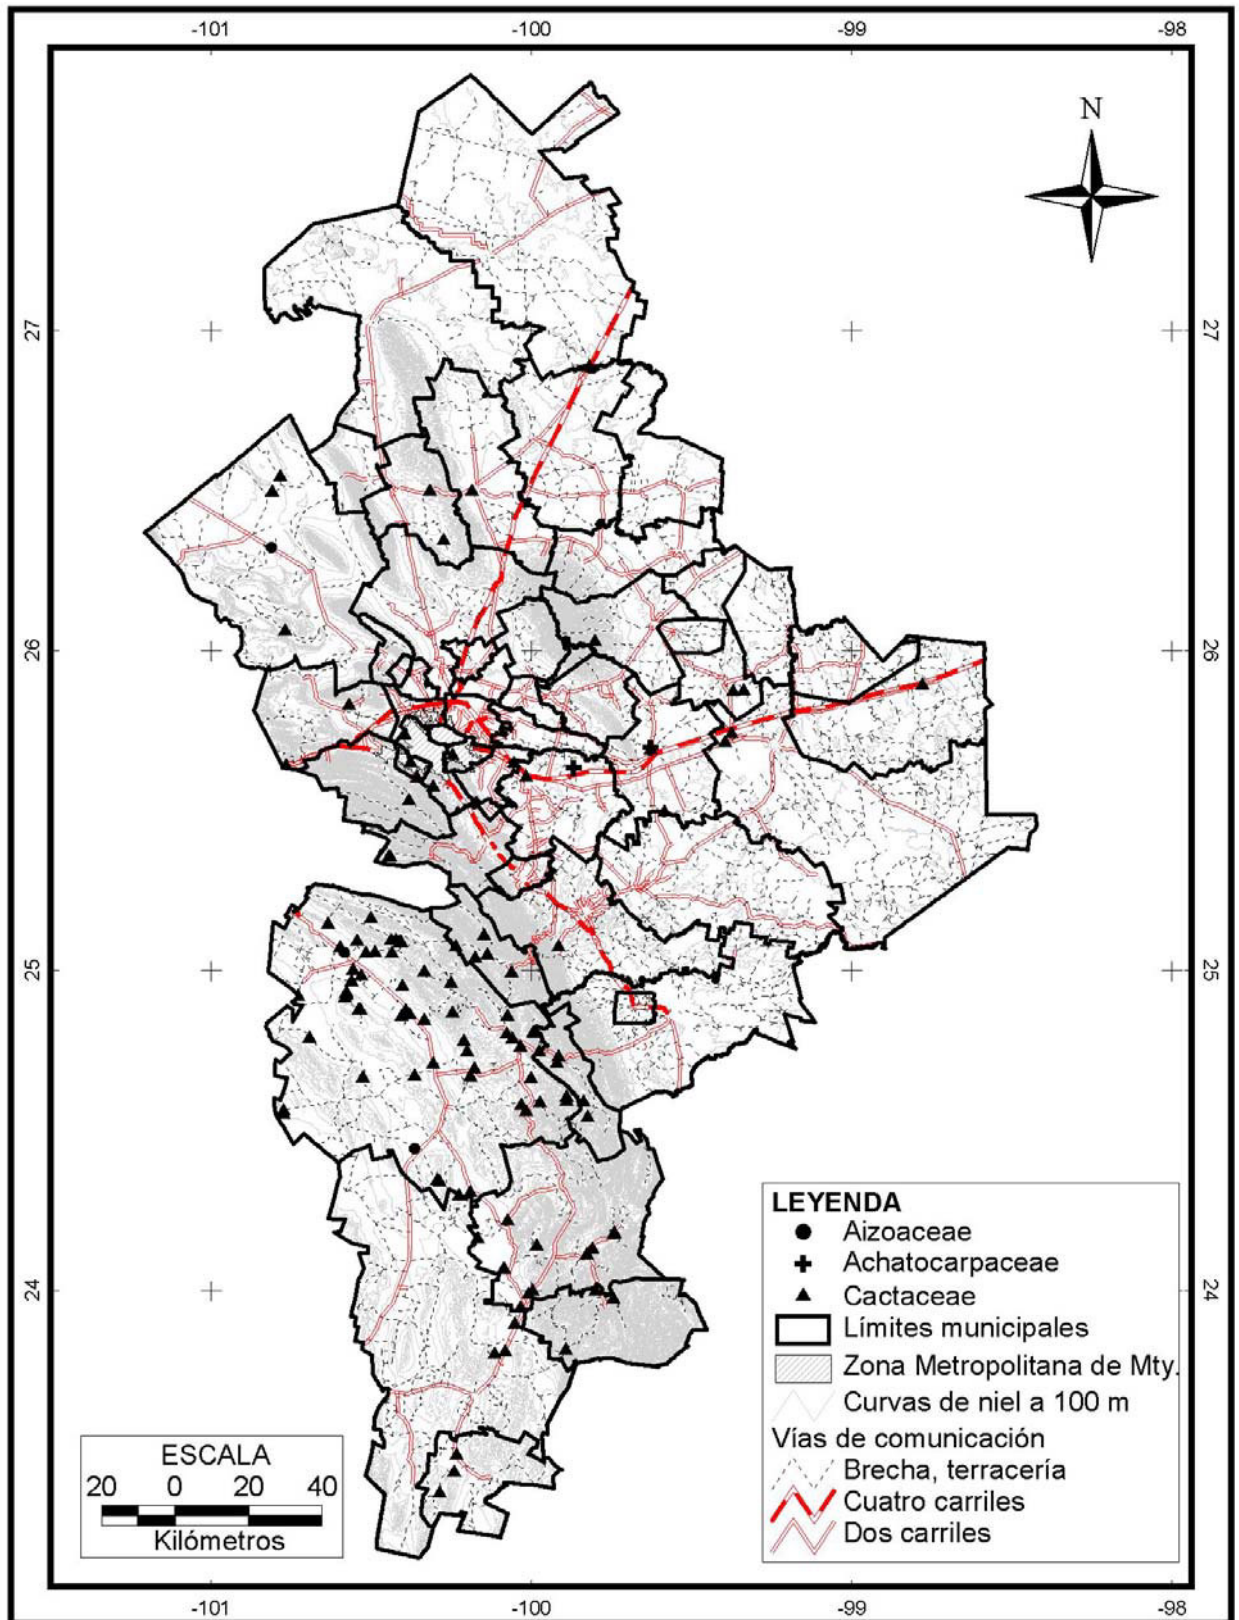 -101 -100 -99 -98
N
27 27
26 26
25 25
24 24
LEYENDA
Aizoaceae
Achatocarpaceae
Cactaceae
Límites municipales
Zona Metropolitana de Mty.
Curvas de niel a 100 m
Vías de comunicación
Brecha, terracería
Cuatro carriles
Dos carriles
ESCALA
20 0 20 40
Kilómetros
-101 -100 -99 -98